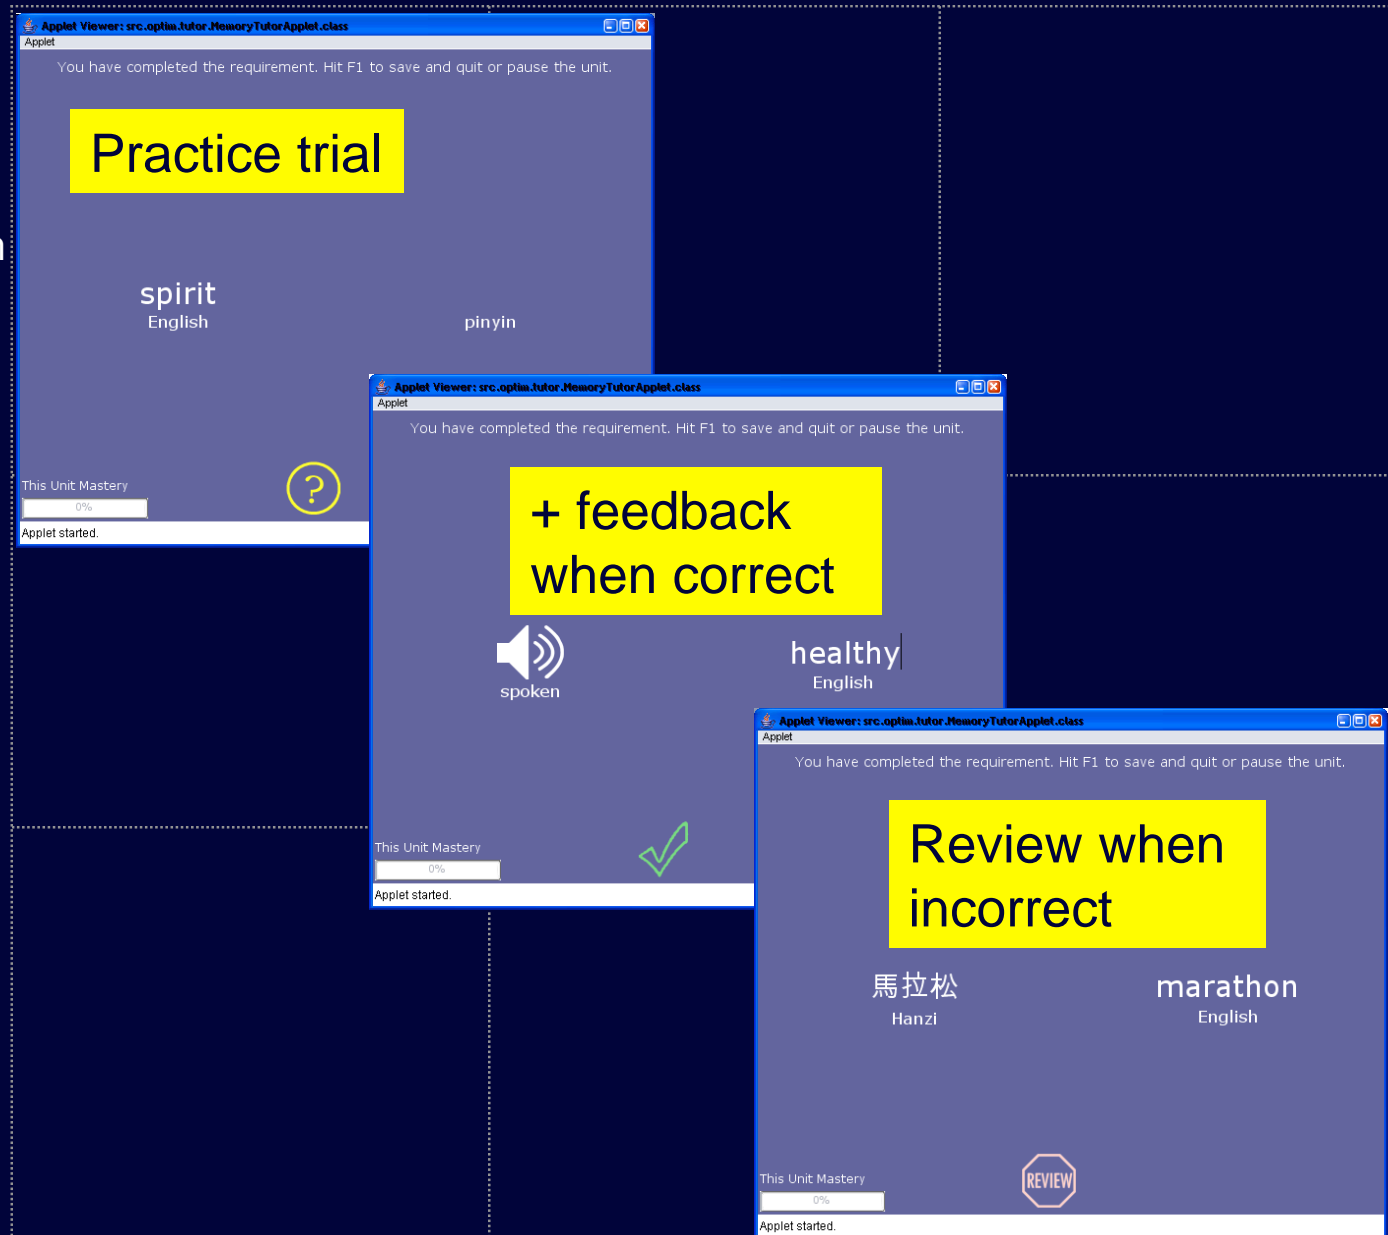 Applet Viewer: src.optim.tutor.MemoryTutorApplet.class
Applet
You have completed the requirement. Hit F1 to save and quit or pause the unit.
Practice trial
n
spirit
English
pinyin
This Unit Mastery
0%
?
Applet started.
Applet Viewer: src.optim.tutor.MemoryTutorApplet.class
Applet
You have completed the requirement. Hit F1 to save and quit or pause the unit.
+ feedback
when correct
spoken
healthy
English
This Unit Mastery
0%
Applet started.
Applet Viewer: src.optim.tutor.MemoryTutorApplet.class
Applet
You have completed the requirement. Hit F1 to save and quit or pause the unit.
Review when
incorrect
馬拉松
Hanzi
marathon
English
This Unit Mastery
0%
REVIEW
Applet started.